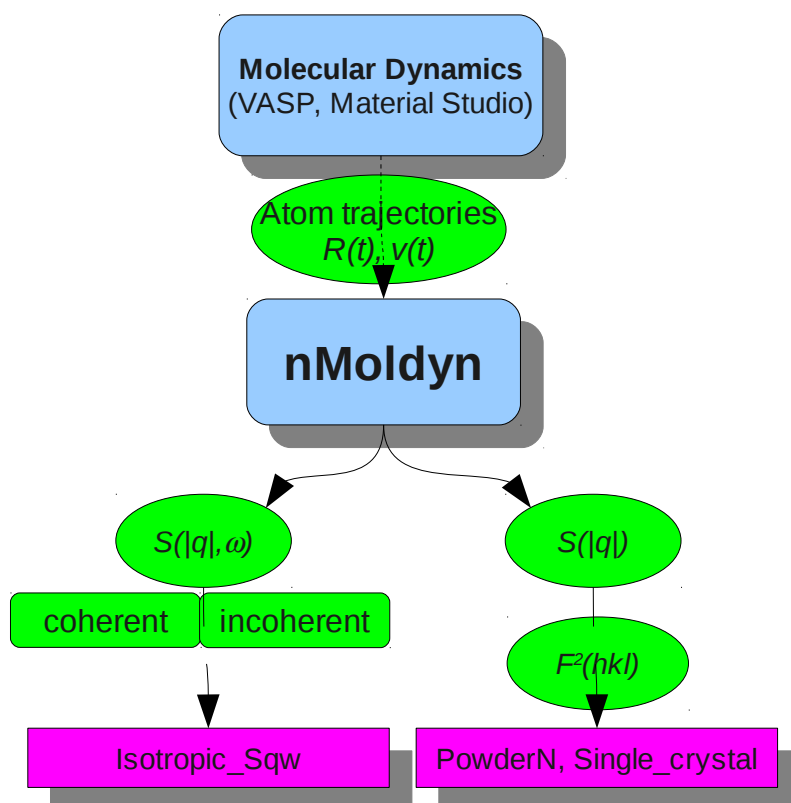 Molecular Dynamics
(VASP, Material Studio)
Atom trajectories
R(t), v(t)
nMoldyn
S(|q|,ω)
S(|q|)
coherent
incoherent
F²(hkl)
Isotropic_Sqw
PowderN, Single_crystal